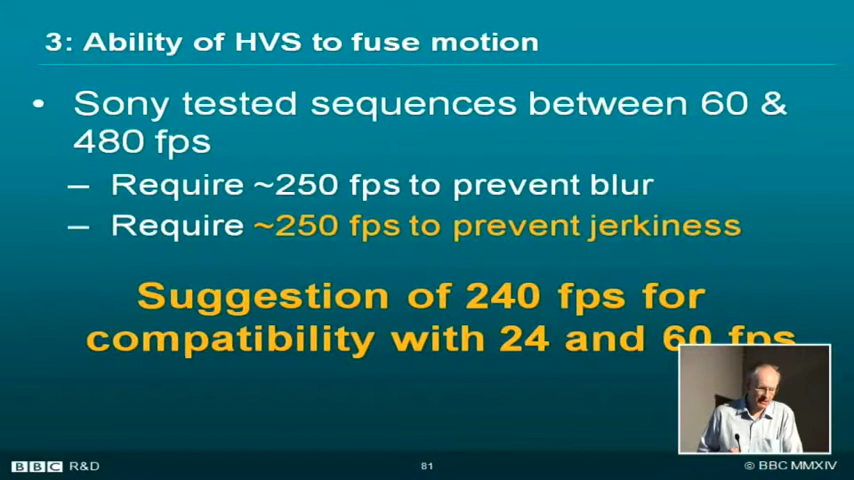 3: Ability of HVS to fuse motion
• Sony tested sequences between 60 &
480 fps
– Require ~250 fps to prevent blur
– Require ~250 fps to prevent jerkiness
Suggestion of 240 fps for
compatibility with 24 and 60 fps
BBC R&D
81
© BBC MMXIV